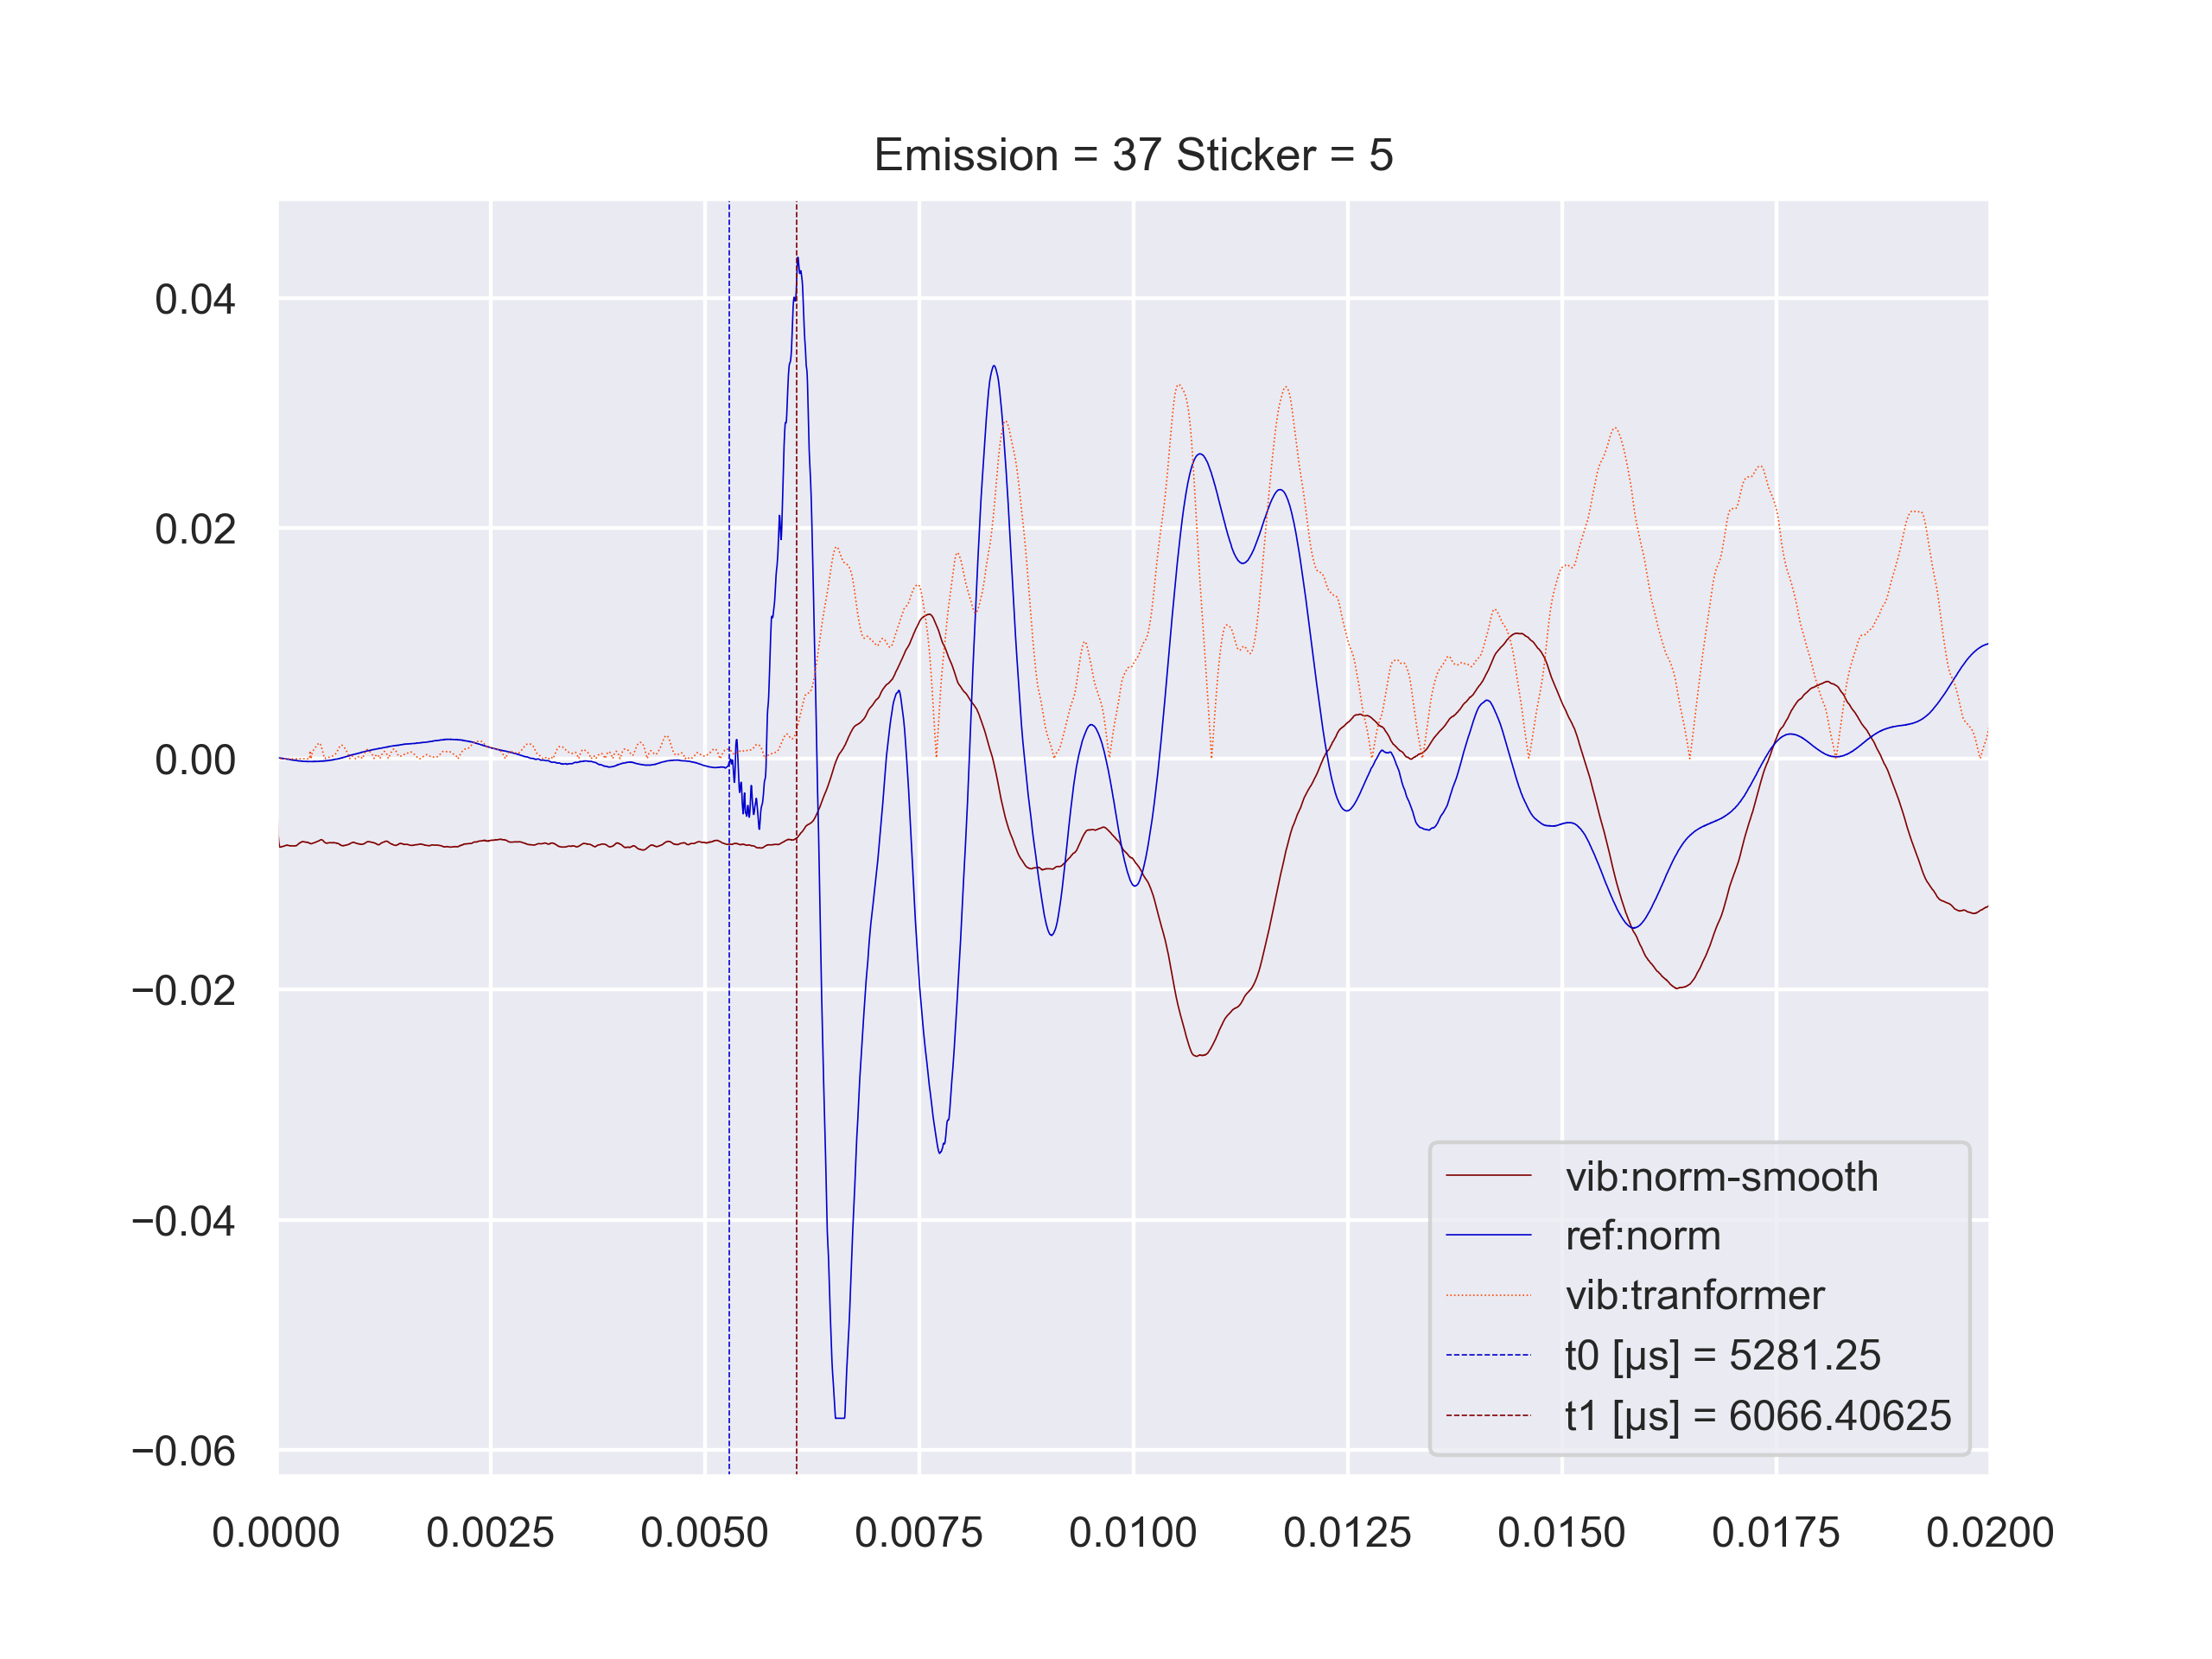 Emission = 37 Sticker = 5
0.04
0.02
0.00
−0.02
−0.04
−0.06
0.0000 0.0025 0.0050 0.0075 0.0100 0.0125 0.0150 0.0175 0.0200
vib:norm-smooth
ref:norm
vib:tranformer
t0 [μs] = 5281.25
t1 [μs] = 6066.40625